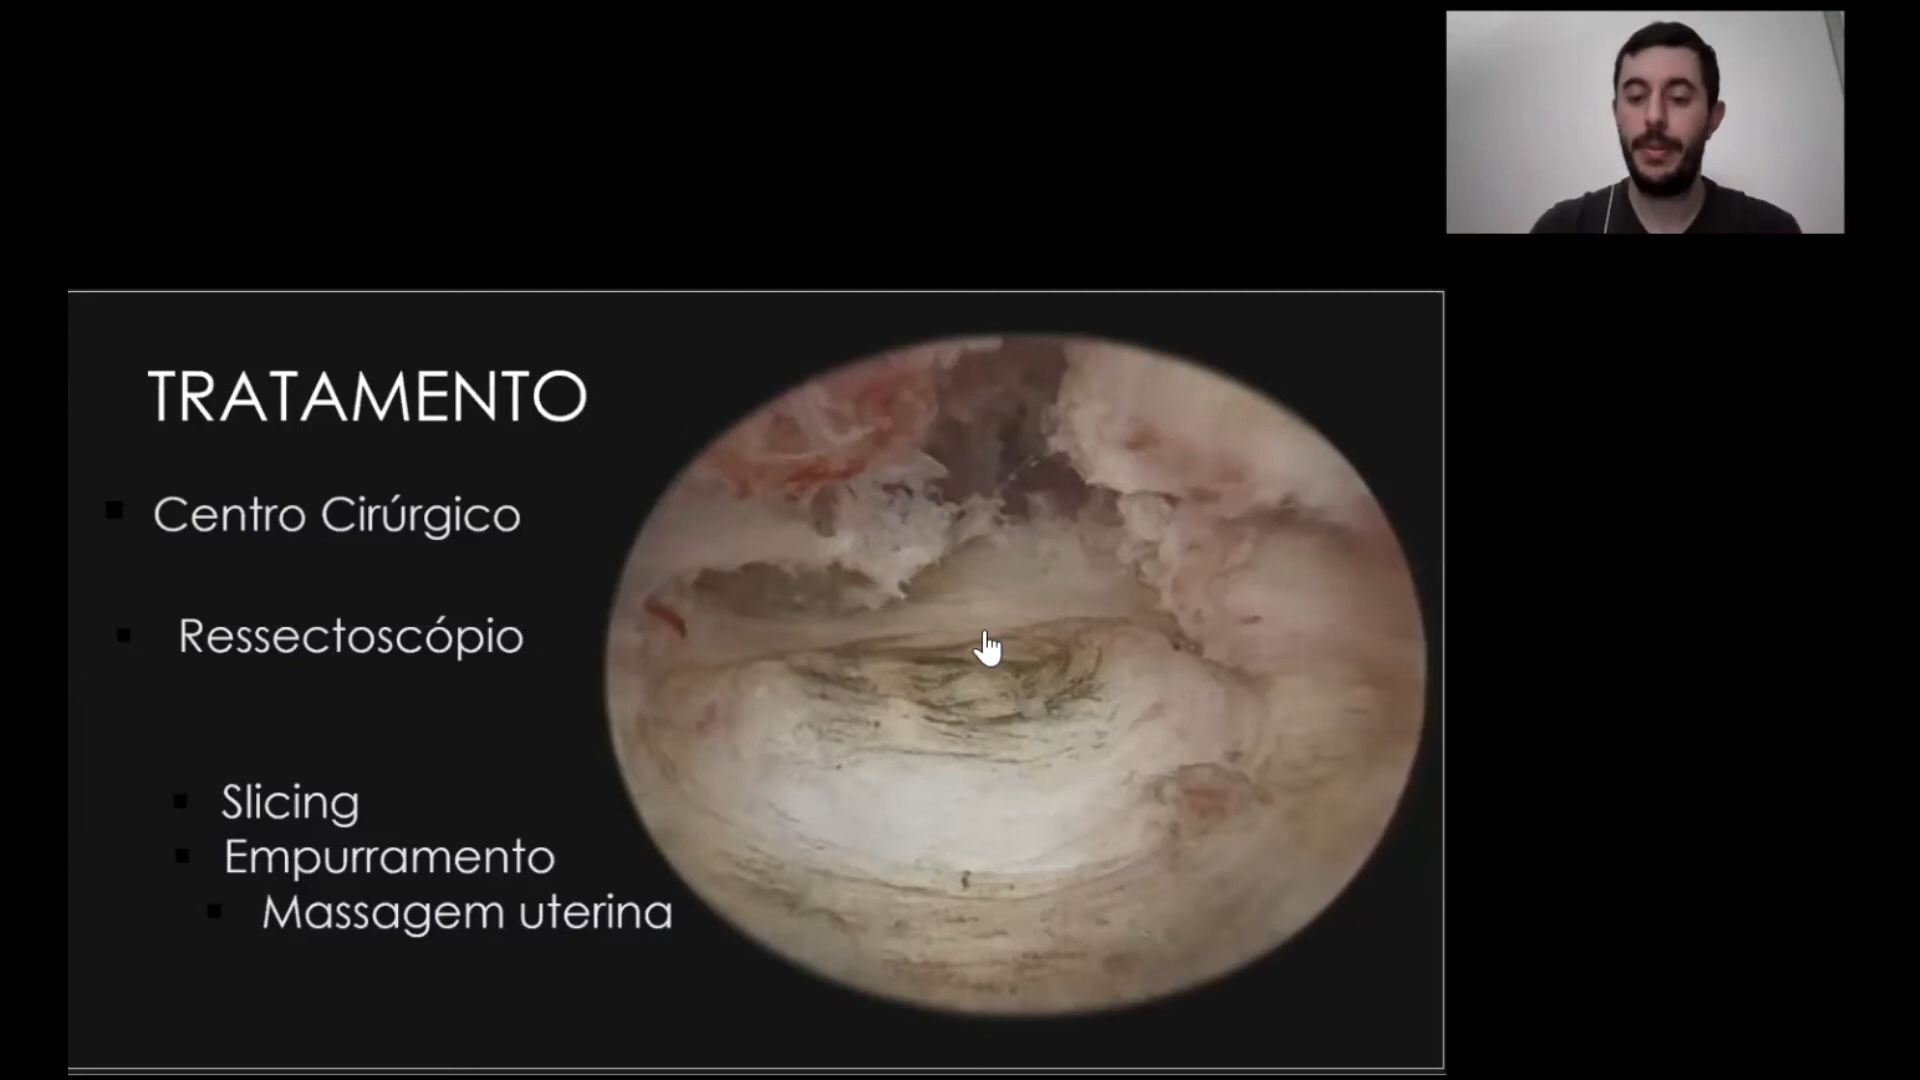 TRATAMENTO
Centro Cirúrgico
Ressectoscópio
Slicing
Empurramento
Massagem uterina